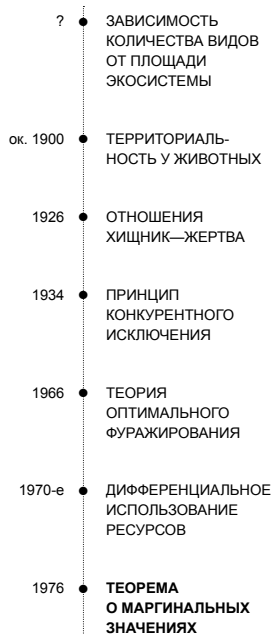 ?
ЗАВИСИМОСТЬ
КОЛИЧЕСТВА ВИДОВ
ОТ ПЛОЩАДИ
ЭКОСИСТЕМЫ
ок. 1900
ТЕРРИТОРИАЛЬ-
НОСТЬ У ЖИВОТНЫХ
1926
ОТНОШЕНИЯ
ХИЩНИК—ЖЕРТВА
1934
ПРИНЦИП
КОНКУРЕНТНОГО
ИСКЛЮЧЕНИЯ
1966
ТЕОРИЯ
ОПТИМАЛЬНОГО
ФУРАЖИРОВАНИЯ
1970-е
ДИФФЕРЕНЦИАЛЬНОЕ
ИСПОЛЬЗОВАНИЕ
РЕСУРСОВ
1976
ТЕОРЕМА
О МАРГИНАЛЬНЫХ
ЗНАЧЕНИЯХ